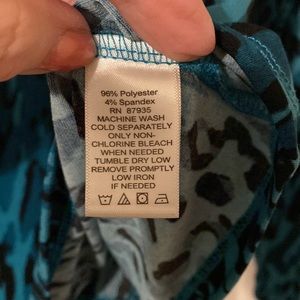 96% Polyester
4% Spandex
RN 87935
MACHINE WASH
COLD SEPARATELY
ONLY NON-
CHLORINE BLEACH
WHEN NEEDED
TUMBLE DRY LOW
REMOVE PROMPTLY
LOW IRON
IF NEEDED